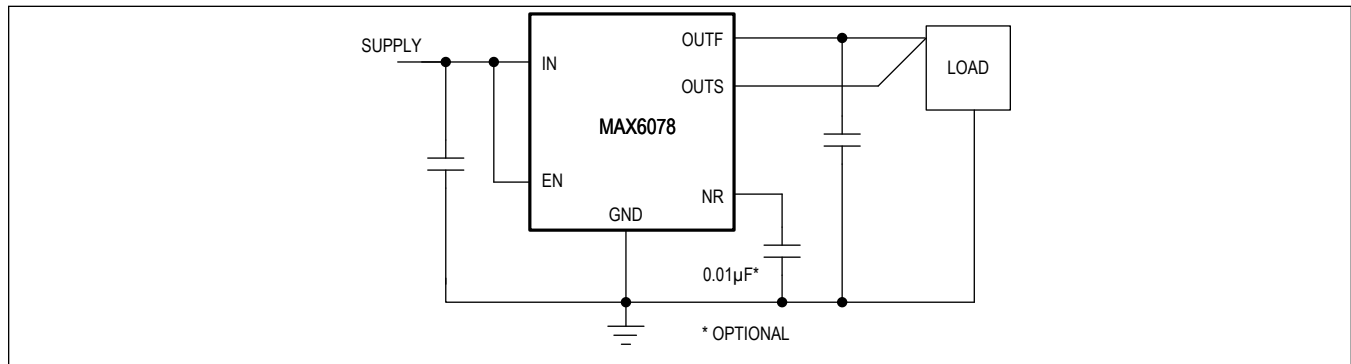 SUPPLY
IN
OUTF
OUTS
LOAD
MAX6078
EN
NR
GND
0.01µF*
* OPTIONAL